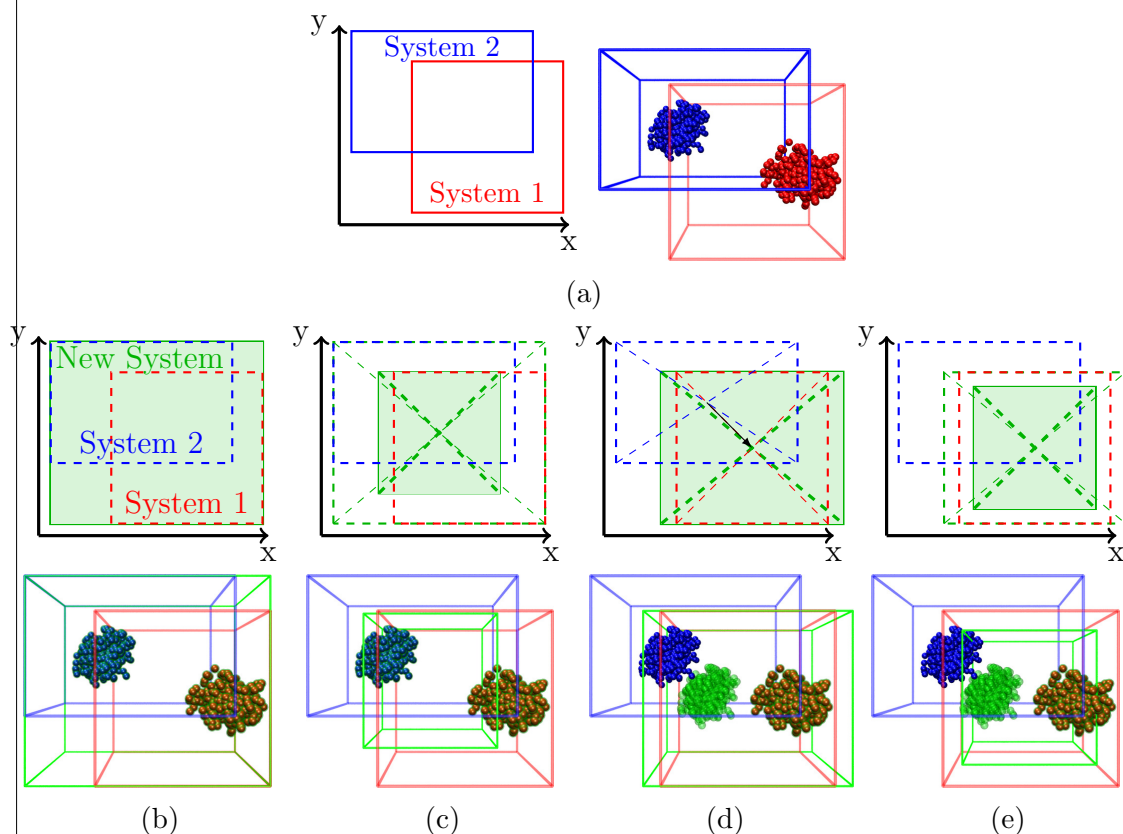 y
System 2
System 1
x
(a)
y
y
y
y
New System
System 2
System 1
x
x
x
x
(b)
(c)
(d)
(e)